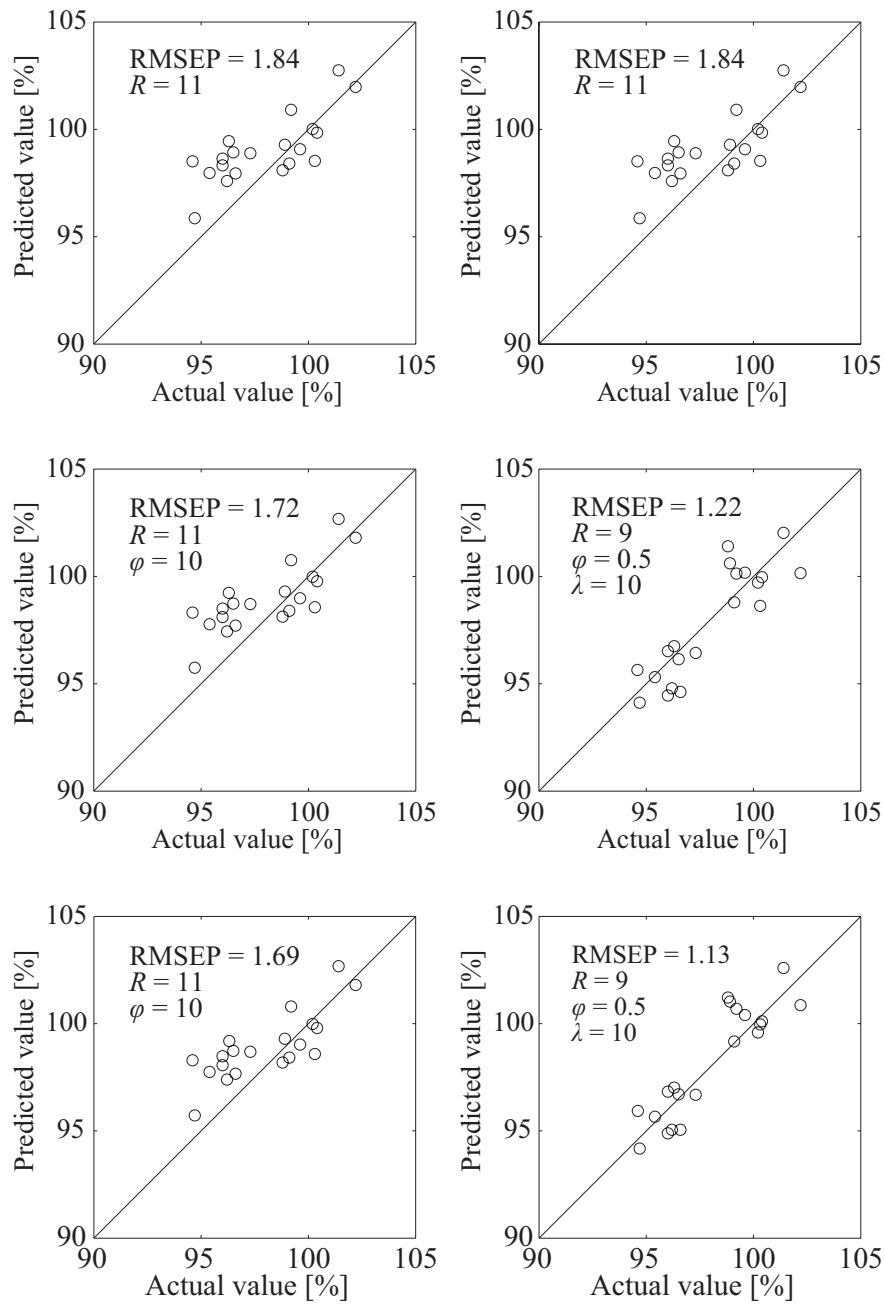 105
RMSEP = 1.84
R = 11
100
95
90
90
95
100
105
Predicted value [%]
Actual value [%]
105
RMSEP = 1.84
R = 11
100
95
90
90
95
100
105
Predicted value [%]
Actual value [%]
105
RMSEP = 1.72
R = 11
φ = 10
100
95
90
90
95
100
105
Predicted value [%]
Actual value [%]
105
RMSEP = 1.22
R = 9
φ = 0.5
λ = 10
100
95
90
90
95
100
105
Predicted value [%]
Actual value [%]
105
RMSEP = 1.69
R = 11
φ = 10
100
95
90
90
95
100
105
Predicted value [%]
Actual value [%]
105
RMSEP = 1.13
R = 9
φ = 0.5
λ = 10
100
95
90
90
95
100
105
Predicted value [%]
Actual value [%]